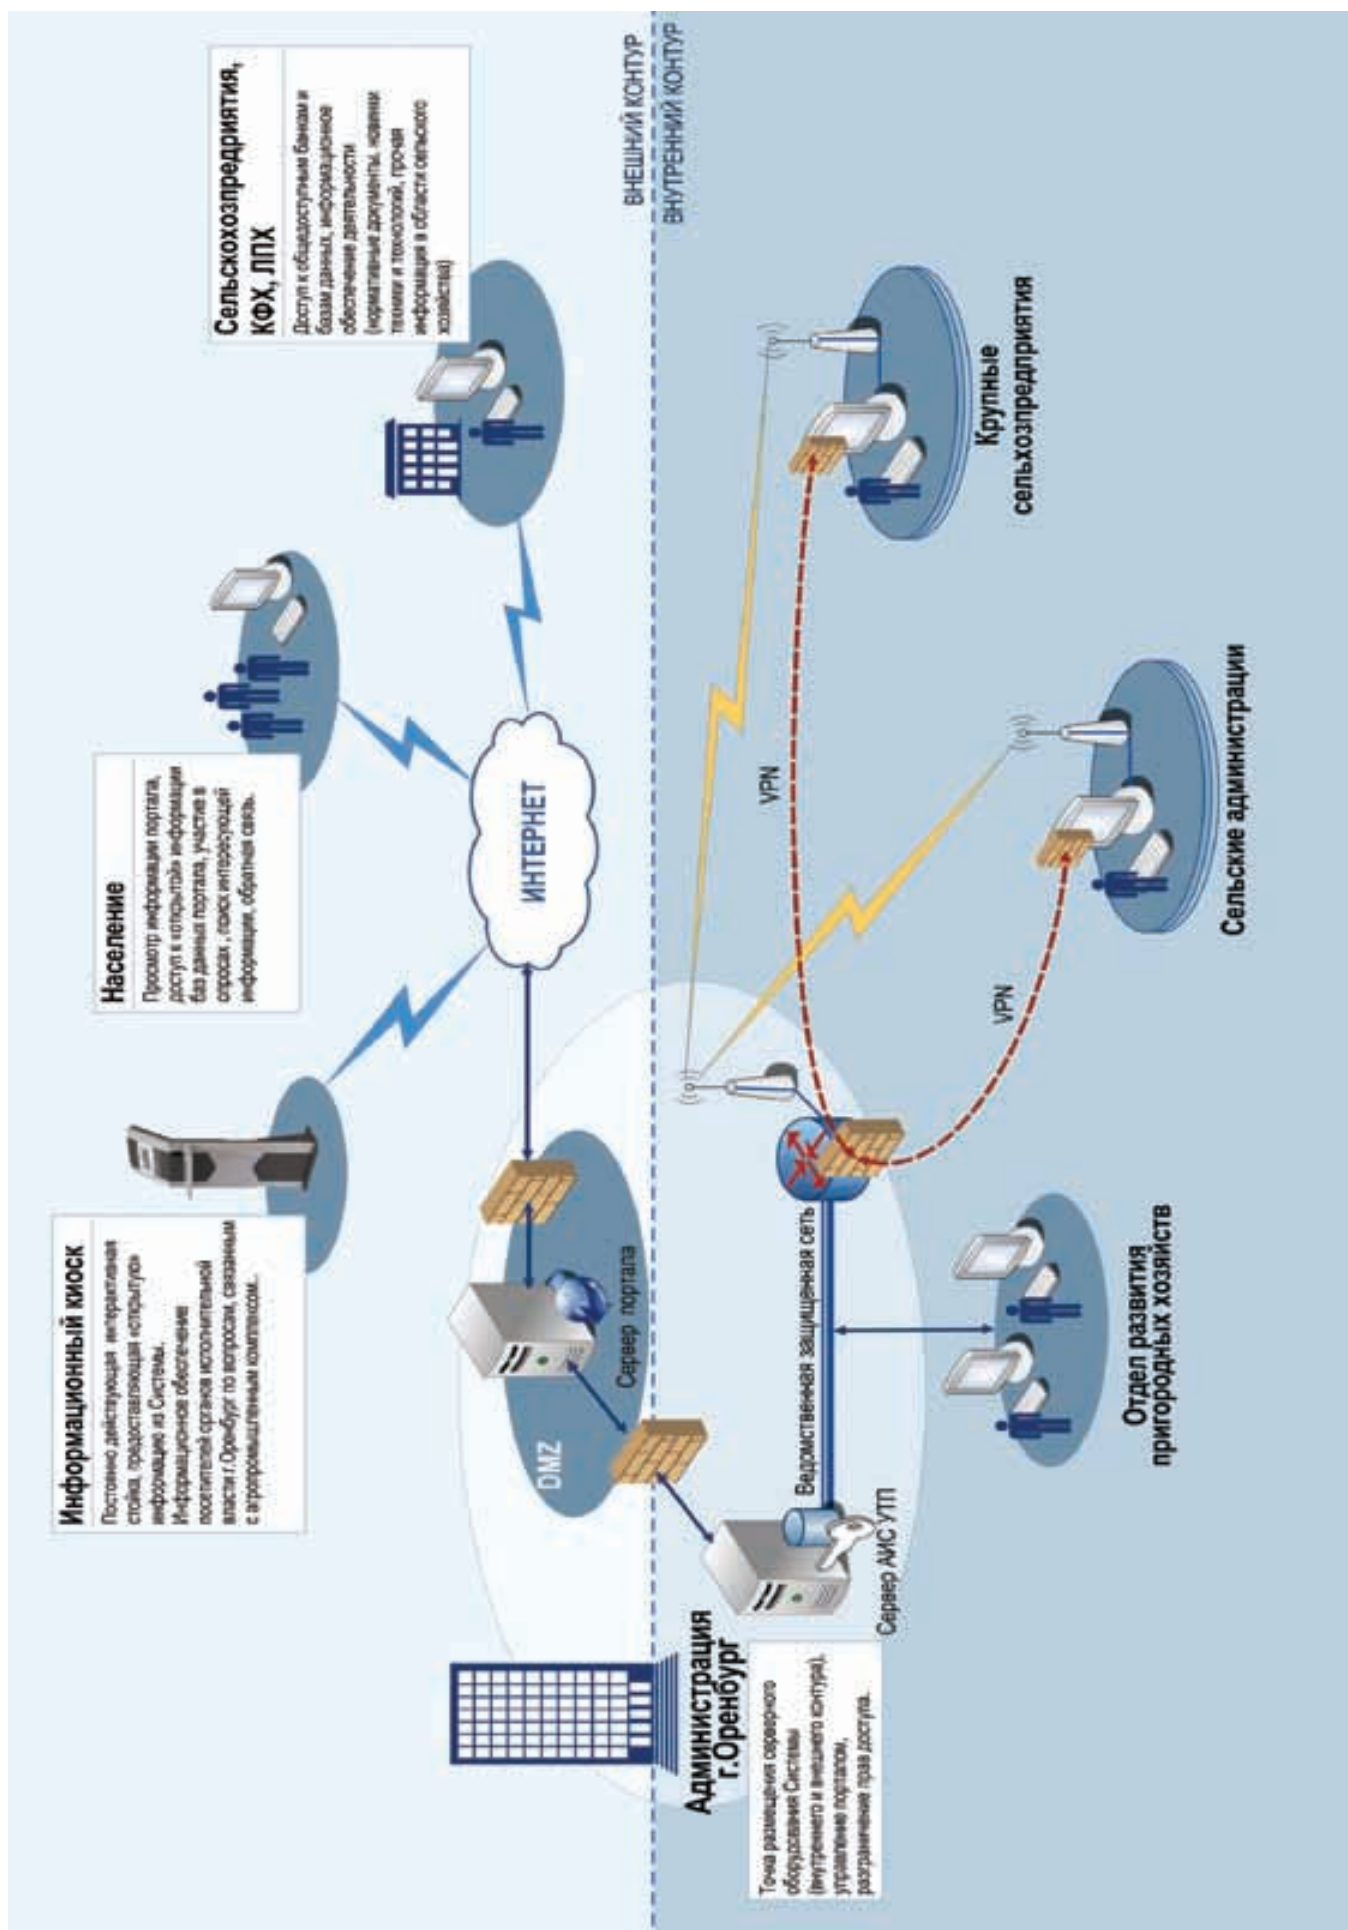 Информационный киоск
Постоянно действующая интерактивная
стойка, предоставляющая «открытую»
информацию из Системы.
Информационное обеспечение
посетителей органов исполнительной
власти г.Оренбург по вопросам, связанным
с агропромышленным комплексом..
Население
Просмотр информации портала,
доступ к «открытой» информации
баз данных портала, участие в
опросах , поиск интересующей
информации, обратная связь.
Сельскохозпредриятия,
КФХ, ЛПХ
Доступ к общедоступным банкам и
базам данных, информационное
обеспечение деятельности
(нормативные документы, новинки
техники и технологий, прочая
информация в области сельского
хозяйства)
ИНТЕРНЕТ
Сервер портала
DMZ
ВНЕШНИЙ КОНТУР
ВНУТРЕННИЙ КОНТУР
Администрация
г.Оренбург
Точка размещения серверного
оборудования Системы
(внутреннего и внешнего контура),
управление порталом,
разграничение прав доступа.
Сервер АИС УТП
Ведомственная защищенная сеть
VPN
VPN
Отдел развития
пригородных хозяйств
Сельские администрации
Крупные
сельхозпредприятия